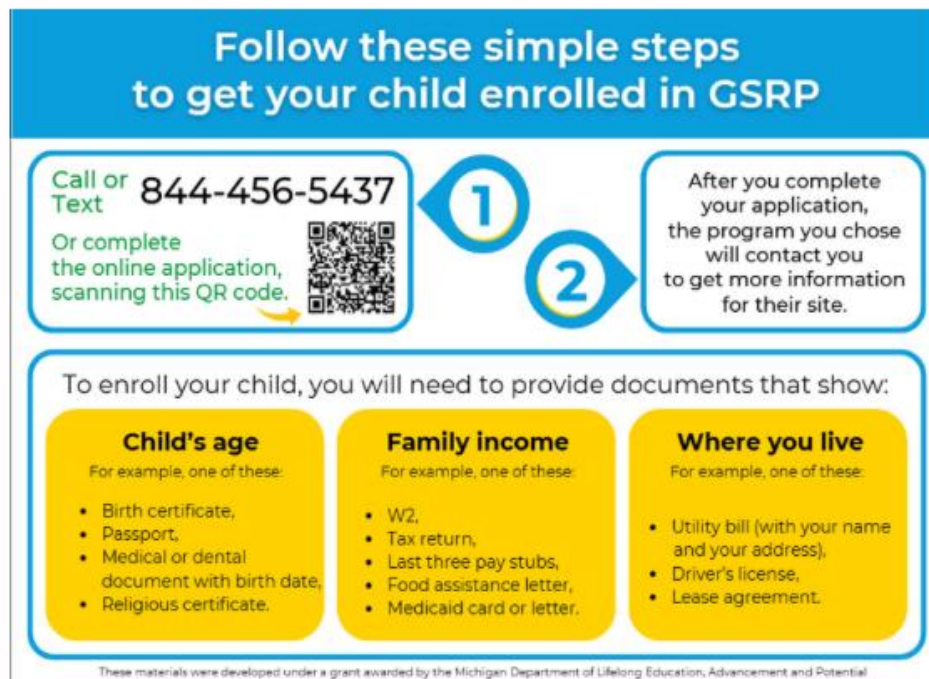 Follow these simple steps
to get your child enrolled in GSRP
Call or
Text
844-456-5437
Or complete
the online application,
scanning this QR code.
1
2
After you complete
your application,
the program you chose
will contact you
to get more information
for their site.
To enroll your child, you will need to provide documents that show:
Child's age
For example, one of these:
• Birth certificate,
• Passport,
• Medical or dental
document with birth date,
• Religious certificate.
Family income
For example, one of these:
• W2,
• Tax return,
• Last three pay stubs,
• Food assistance letter,
• Medicaid card or letter.
Where you live
For example, one of these:
• Utility bill (with your name
and your address),
• Driver's license,
• Lease agreement.
These materials were developed under a grant awarded by the Michigan Department of Lifelong Education, Advancement and Potential